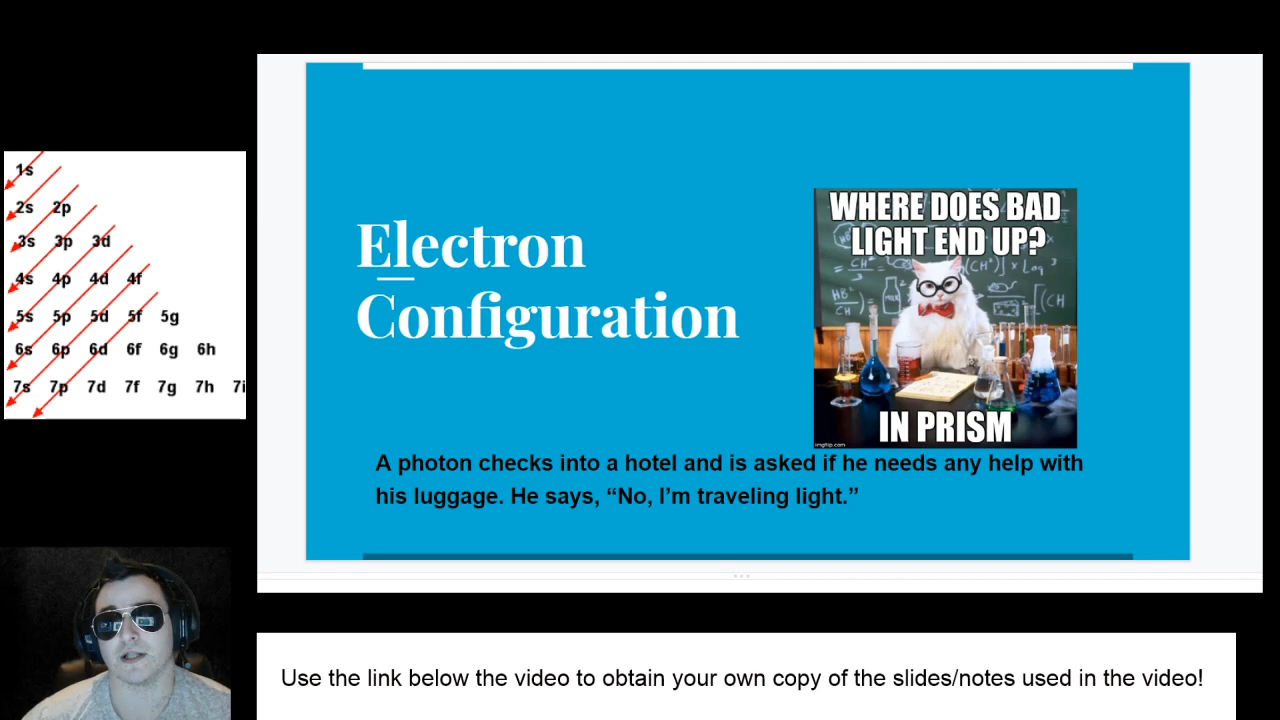 1s
2s 2p
3s 3p 3d
4s 4p 4d 4f
5s 5p 5d 5f 5g
6s 6p 6d 6f 6g 6h
7s 7p 7d 7f 7g 7h 7i
Electron
Configuration
WHERE DOES BAD
LIGHT END UP?
IN PRISM
imgflip.com
A photon checks into a hotel and is asked if he needs any help with
his luggage. He says, “No, I’m traveling light.”
Use the link below the video to obtain your own copy of the slides/notes used in the video!